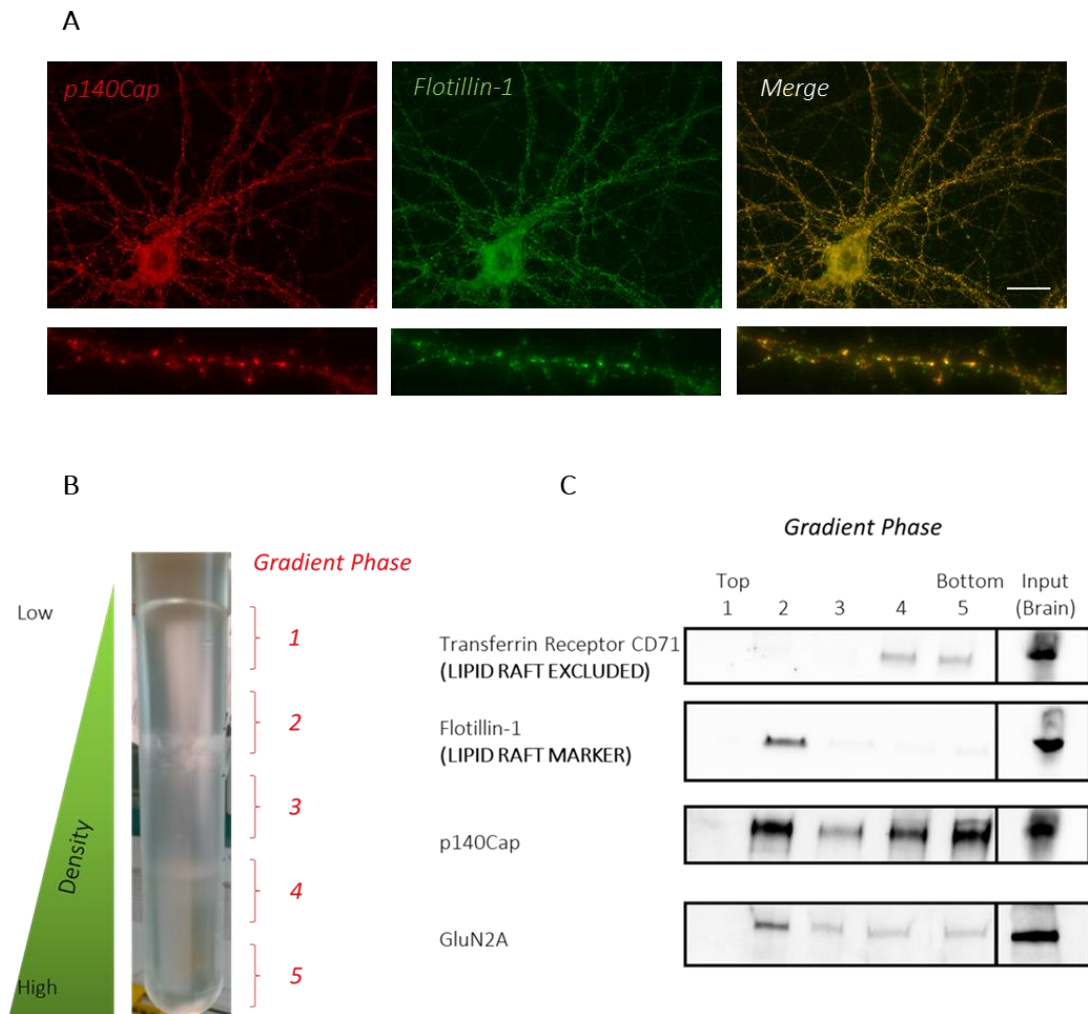 A
p140Cap
Flotillin-1
Merge
B
C
Gradient Phase
Low
High
Density
1
2
3
4
5
Gradient Phase
Top
1
2
3
4
Bottom
5
Input
(Brain)
Transferrin Receptor CD71
(LIPID RAFT EXCLUDED)
Flotillin-1
(LIPID RAFT MARKER)
p140Cap
GluN2A